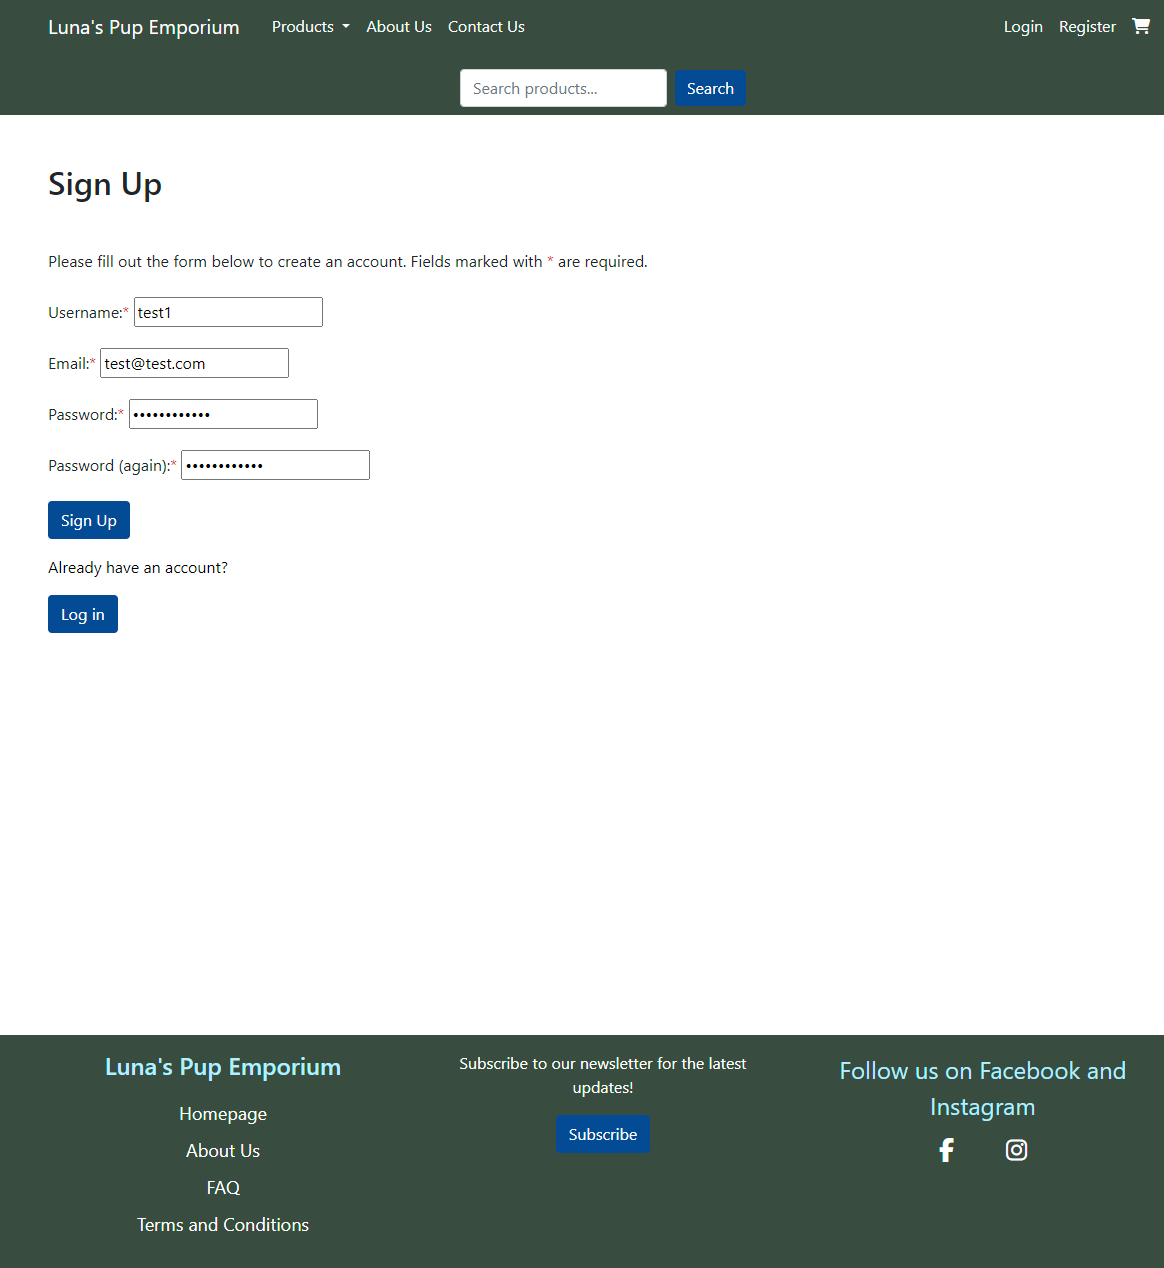 Luna's Pup Emporium Products About Us Contact Us Login Register
Search products... Search
Sign Up
Please fill out the form below to create an account. Fields marked with * are required.
Username:* test1
Email:* test@test.com
Password:* ••••••••••••
Password (again):* ••••••••••••
Sign Up
Already have an account?
Log in
Luna's Pup Emporium
Homepage
About Us
FAQ
Terms and Conditions
Subscribe to our newsletter for the latest
updates!
Subscribe
Follow us on Facebook and
Instagram